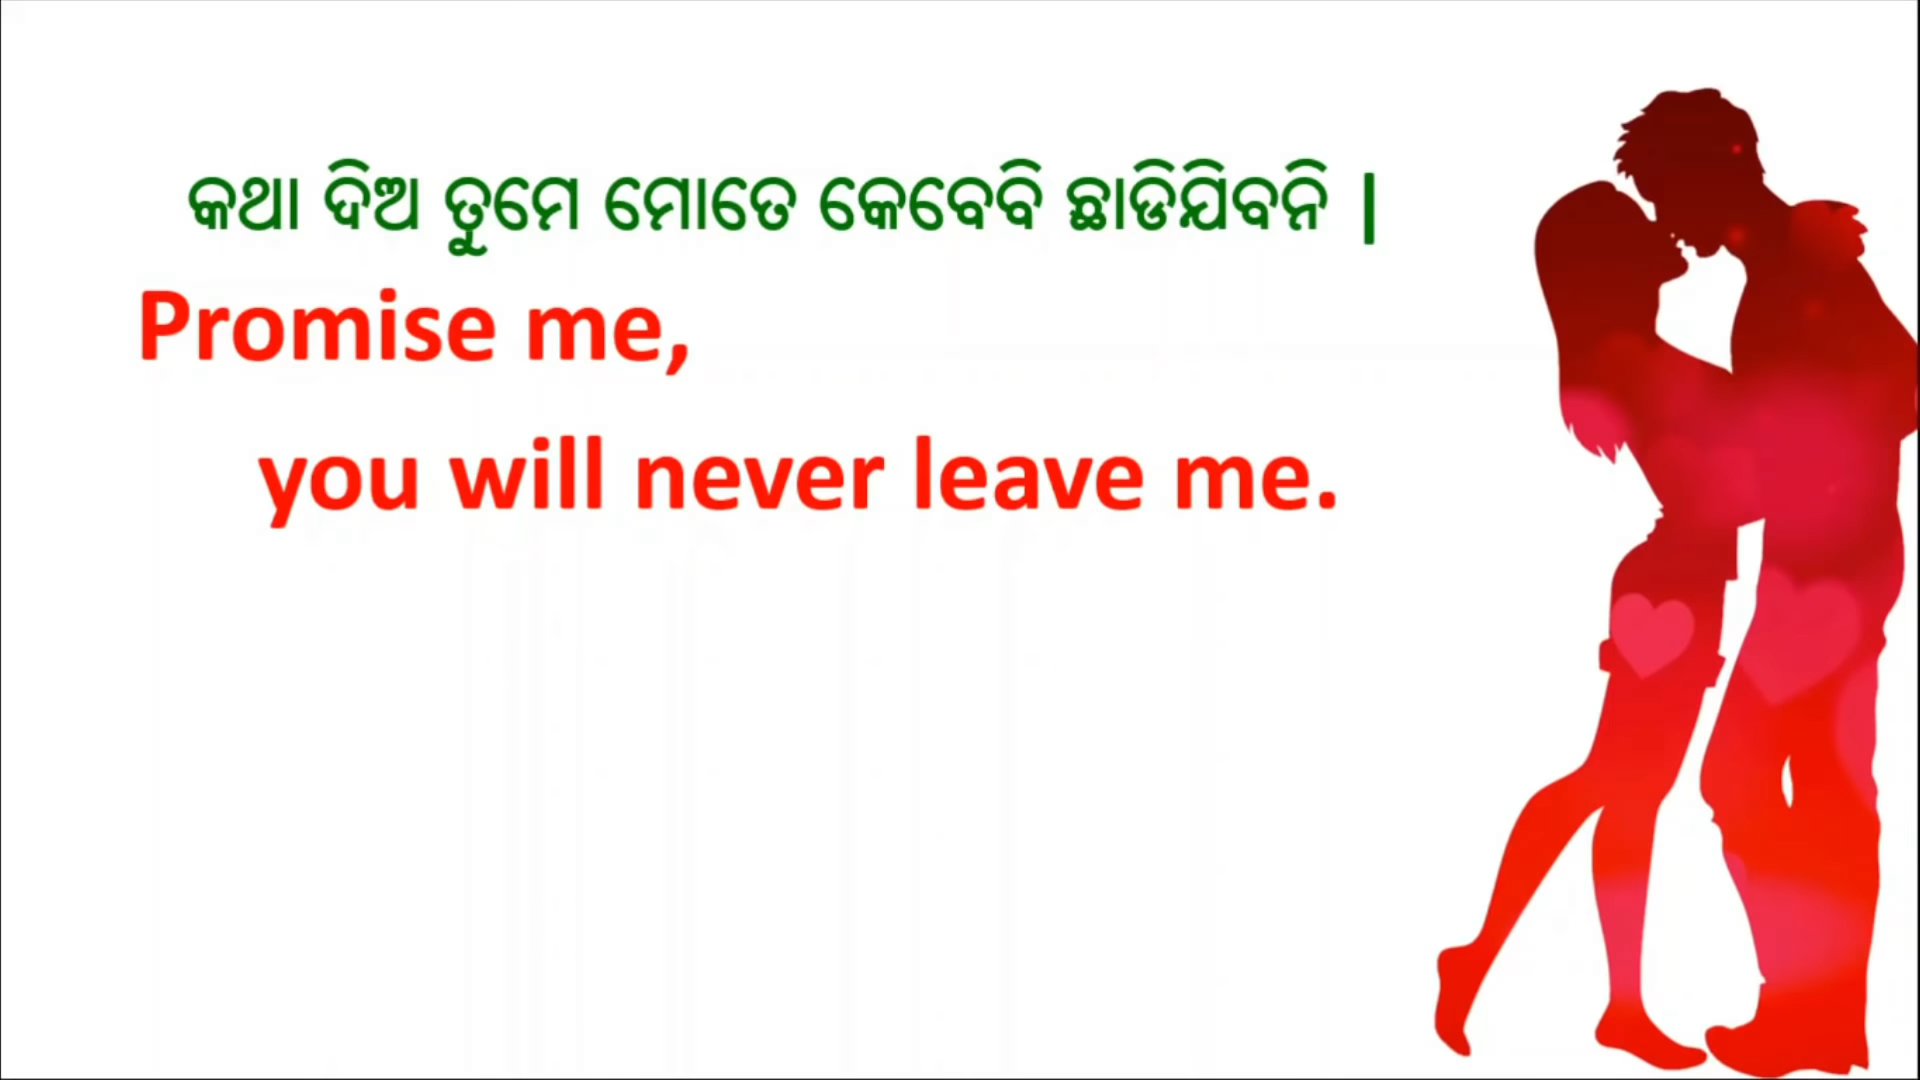 କଥା ଦିଅ ତୁମେ ମୋତେ କେବେବି ଛାଡିଯିବନି |
Promise me,
you will never leave me.